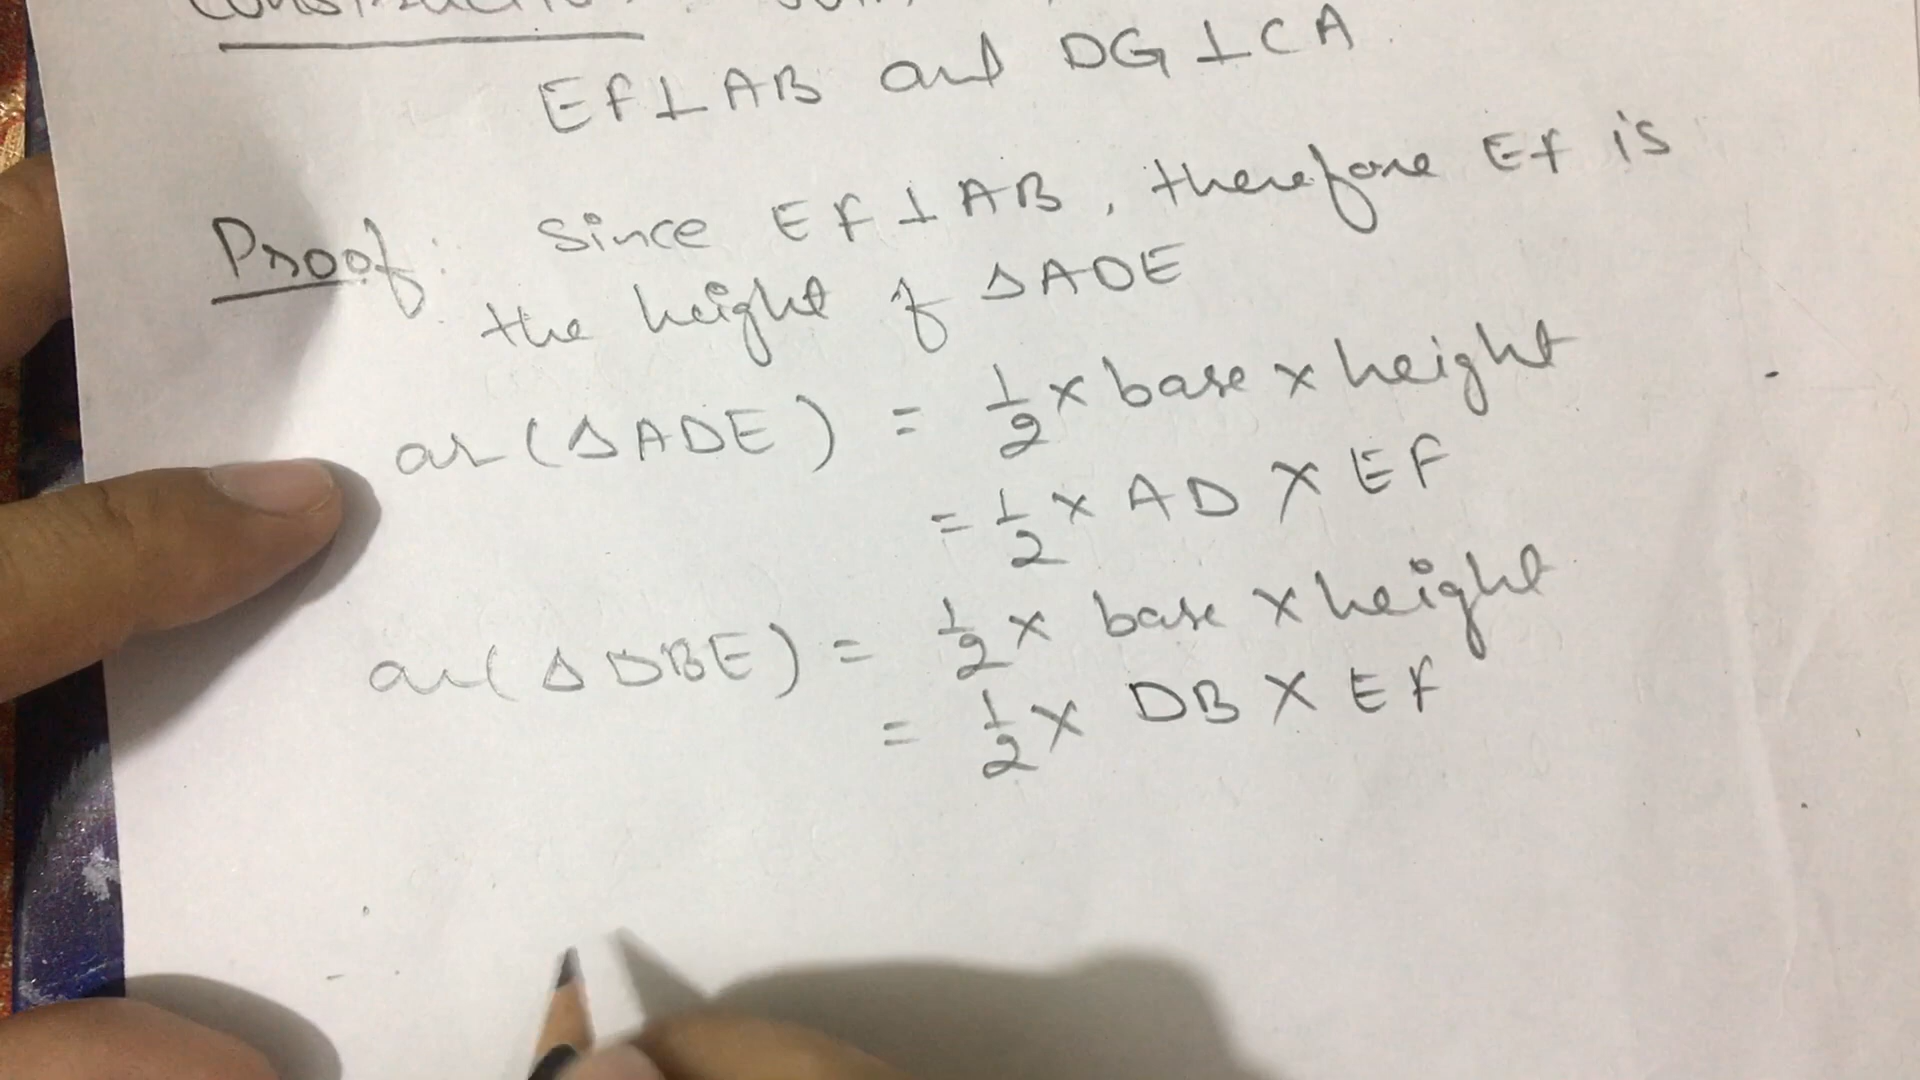 EF⊥AB and DG⊥CA
Proof: Since EF⊥AB, therefore EF is
the height of △ADE
ar(△ADE) = 1/2 × base × height
= 1/2 × AD × EF
ar(△DBE) = 1/2 × base × height
= 1/2 × DB × EF